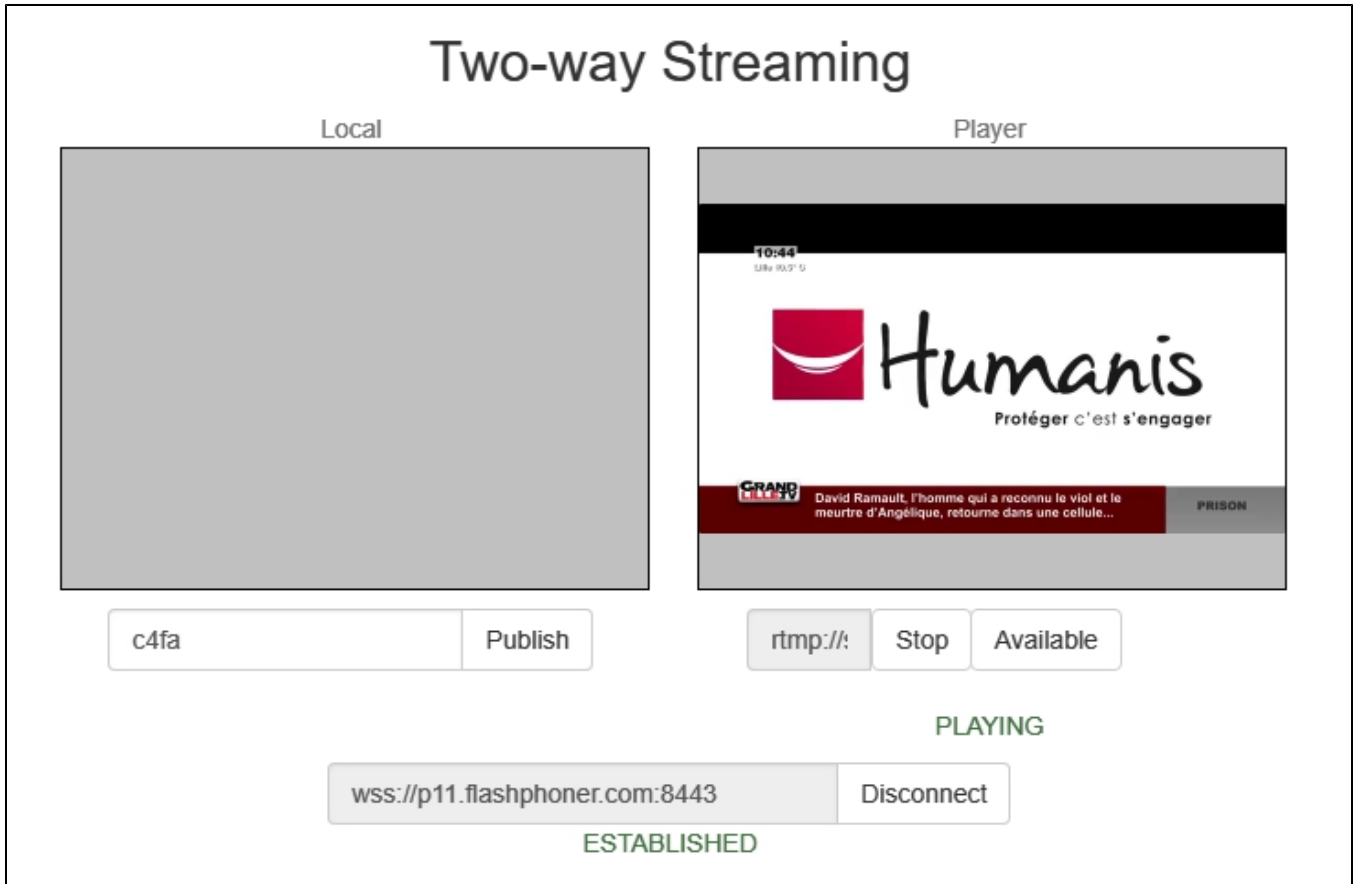 Two-way Streaming
Local
Player
10:44
Humanis
Protéger c'est s'engager
GRAND
LILLE TV
David Ramault, l'homme qui a reconnu le viol et le
meurtre d'Angélique, retourne dans une cellule...
PRISON
c4fa
Publish
rtmp://
Stop
Available
PLAYING
wss://p11.flashphoner.com:8443
Disconnect
ESTABLISHED